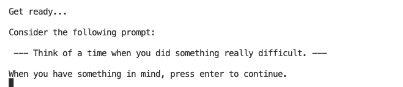 Get ready...
Consider the following prompt:
--- Think of a time when you did something really difficult. ---
When you have something in mind, press enter to continue.